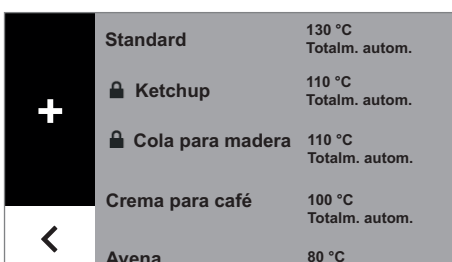 Standard
130 °C
Totalm. autom.
Ketchup
110 °C
Totalm. autom.
Cola para madera
110 °C
Totalm. autom.
Crema para café
100 °C
Totalm. autom.
Avena
80 °C